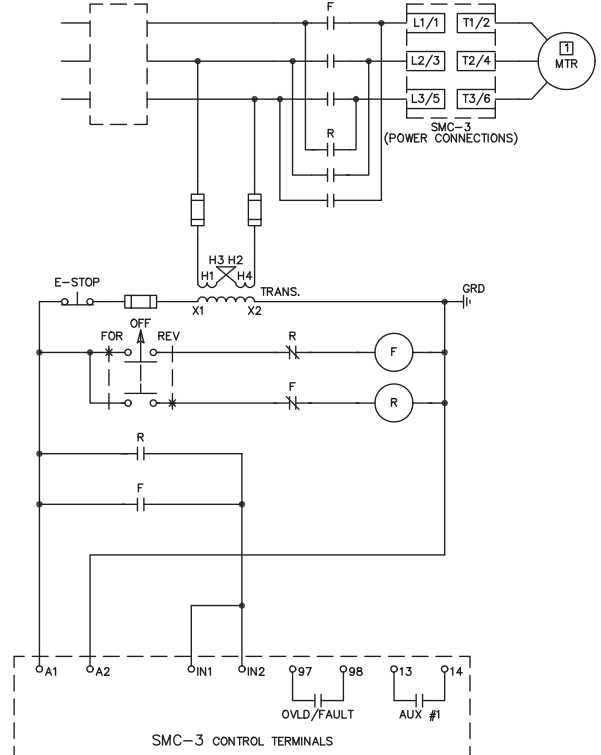 F
L1/1 T1/2
1
L2/3 T2/4 MTR
L3/5 T3/6
SMC-3
(POWER CONNECTIONS)
R
H3 H2
H1 H4
E-STOP
TRANS.
GRD
X1 X2
OFF
FOR REV
R
F
F
R
R
F
A1 A2 IN1 IN2 97 98 13 14
OVLD/FAULT AUX #1
SMC-3 CONTROL TERMINALS